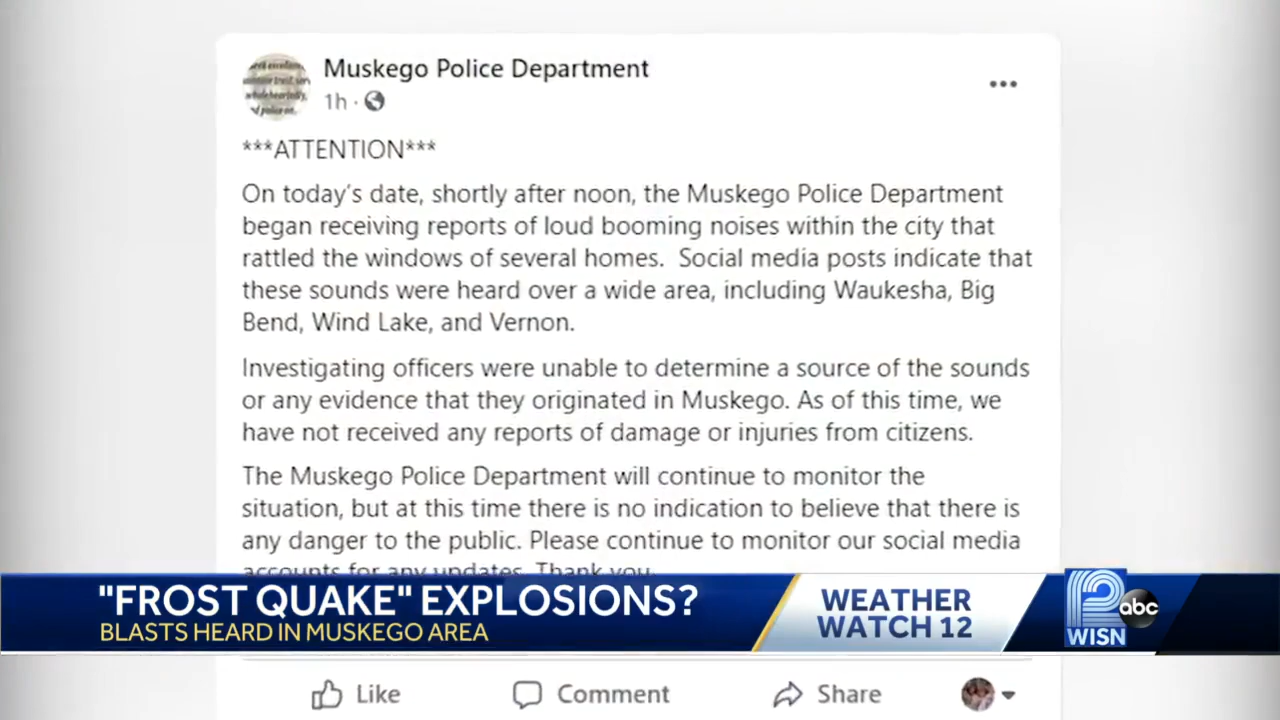 Muskego Police Department
1h ·
***ATTENTION***
On today's date, shortly after noon, the Muskego Police Department
began receiving reports of loud booming noises within the city that
rattled the windows of several homes.  Social media posts indicate that
these sounds were heard over a wide area, including Waukesha, Big
Bend, Wind Lake, and Vernon.
Investigating officers were unable to determine a source of the sounds
or any evidence that they originated in Muskego. As of this time, we
have not received any reports of damage or injuries from citizens.
The Muskego Police Department will continue to monitor the
situation, but at this time there is no indication to believe that there is
any danger to the public. Please continue to monitor our social media
accounts for any updates. Thank you.
"FROST QUAKE" EXPLOSIONS?
BLASTS HEARD IN MUSKEGO AREA
WEATHER
WATCH 12
12
abc
WISN
Like
Comment
Share